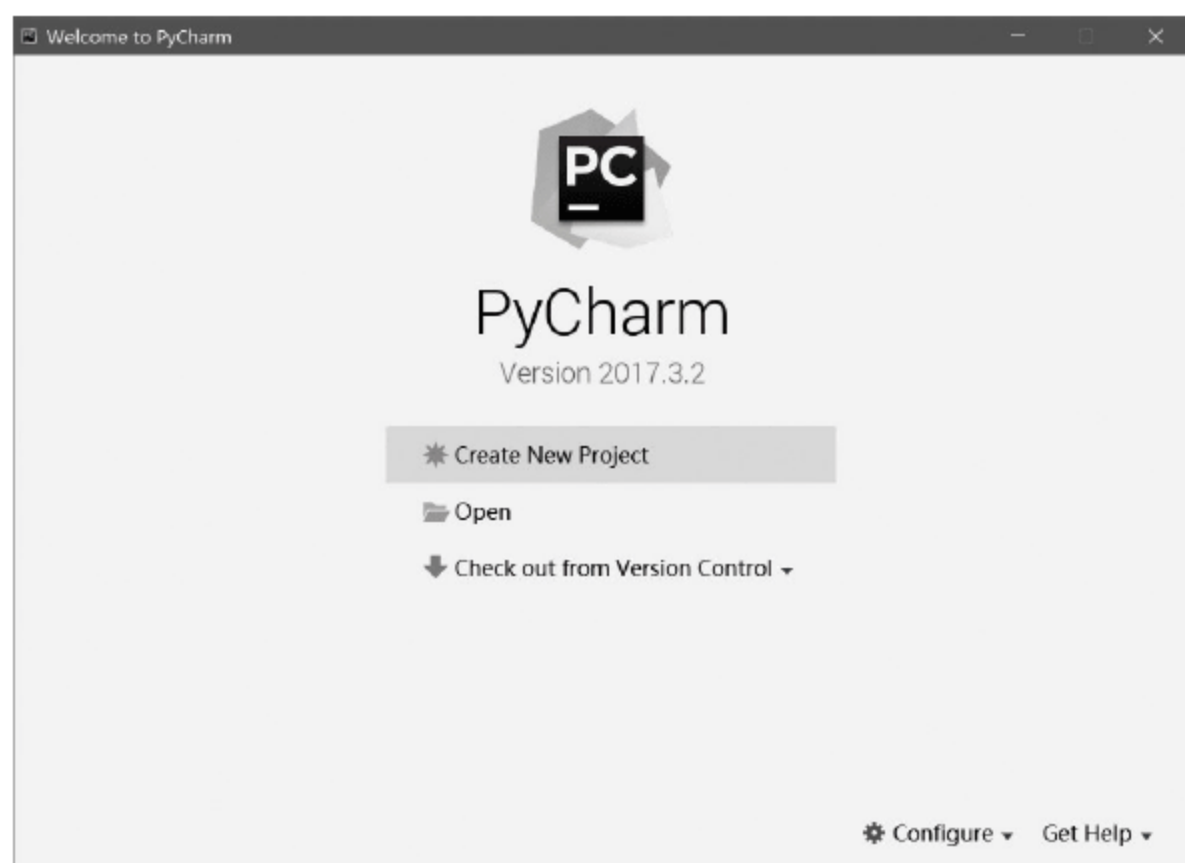 Welcome to PyCharm
PC
PyCharm
Version 2017.3.2
Create New Project
Open
Check out from Version Control
Configure
Get Help